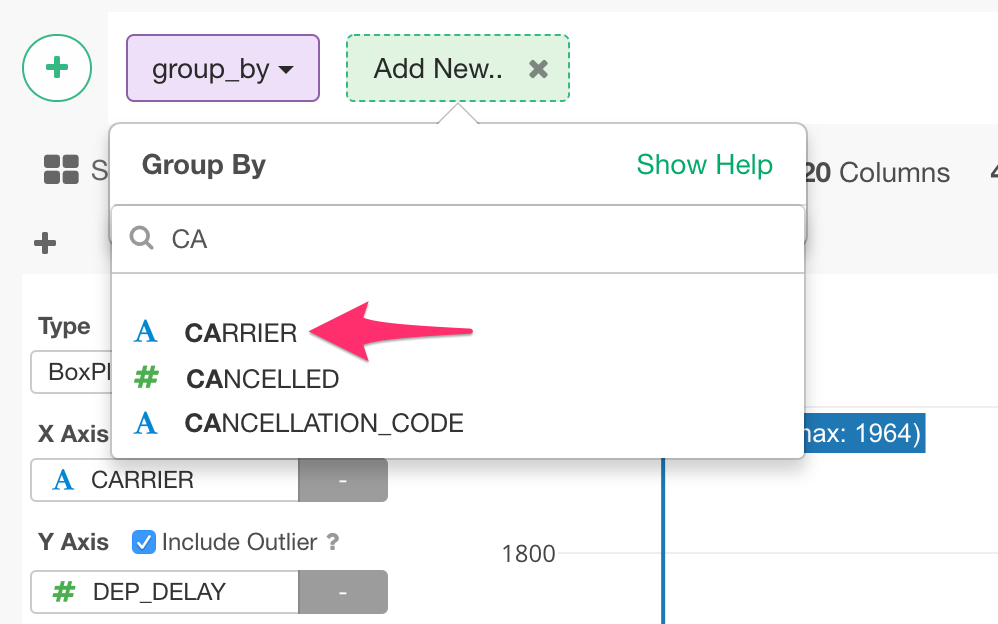 group_by
Add New..
Group By
Show Help
S
20 Columns
CA
CARRIER
CANCELLED
CANCELLATION_CODE
Type
BoxPl
X Axis
max: 1964)
A CARRIER -
Y Axis Include Outlier ?
1800
# DEP_DELAY -